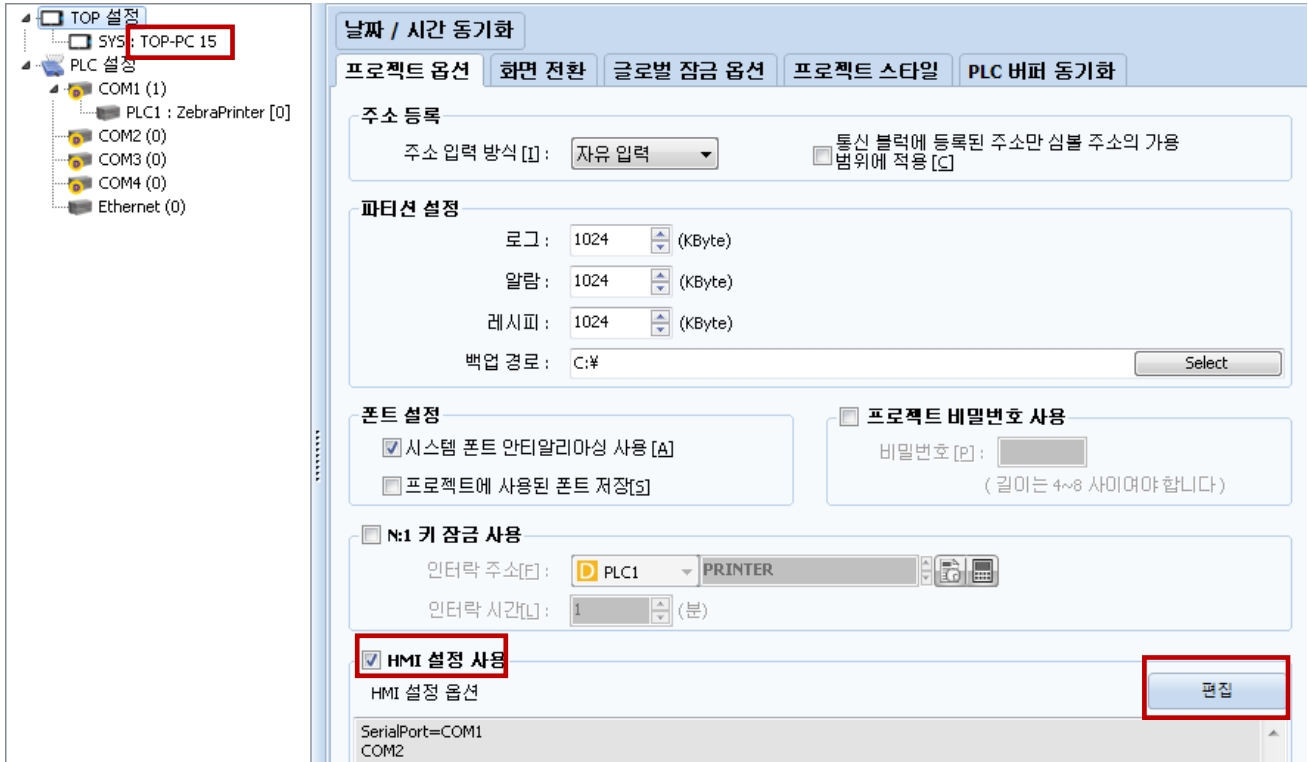 TOP 설정
SYS : TOP-PC 15
PLC 설정
COM1 (1)
PLC1 : ZebraPrinter [0]
COM2 (0)
COM3 (0)
COM4 (0)
Ethernet (0)
날짜 / 시간 동기화
프로젝트 옵션 화면 전환 글로벌 잠금 옵션 프로젝트 스타일 PLC 버퍼 동기화
주소 등록
주소 입력 방식[I] : 자유 입력
통신 블럭에 등록된 주소만 심볼 주소의 가용
범위에 적용[C]
파티션 설정
로그 : 1024 (KByte)
알람 : 1024 (KByte)
레시피 : 1024 (KByte)
백업 경로 : C:¥ Select
폰트 설정
시스템 폰트 안티알리아싱 사용[A]
프로젝트에 사용된 폰트 저장[S]
프로젝트 비밀번호 사용
비밀번호[P] :
( 길이는 4~8 사이여야합니다 )
N:1 키 잠금 사용
인터락 주소[F] : D PLC1 PRINTER
인터락 시간[L] : 1 (분)
HMI 설정 사용
HMI 설정 옵션 편집
SerialPort=COM1
COM2